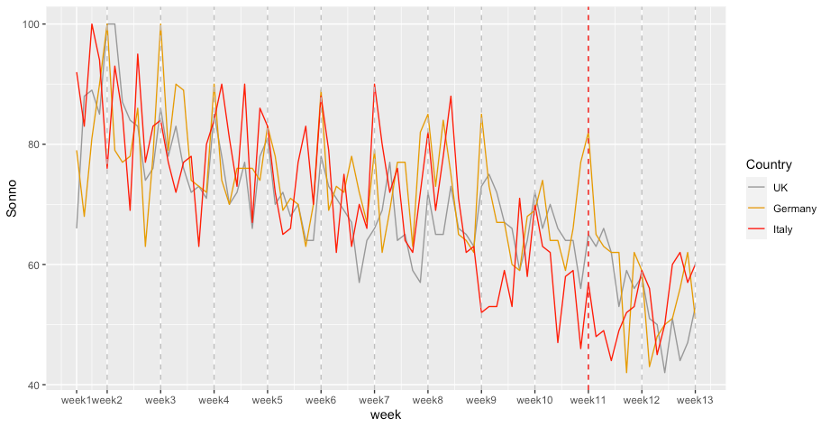 100
80
60
40
Sonno
week1 week2 week3 week4 week5 week6 week7 week8 week9 week10 week11 week12 week13
week
Country
UK
Germany
Italy